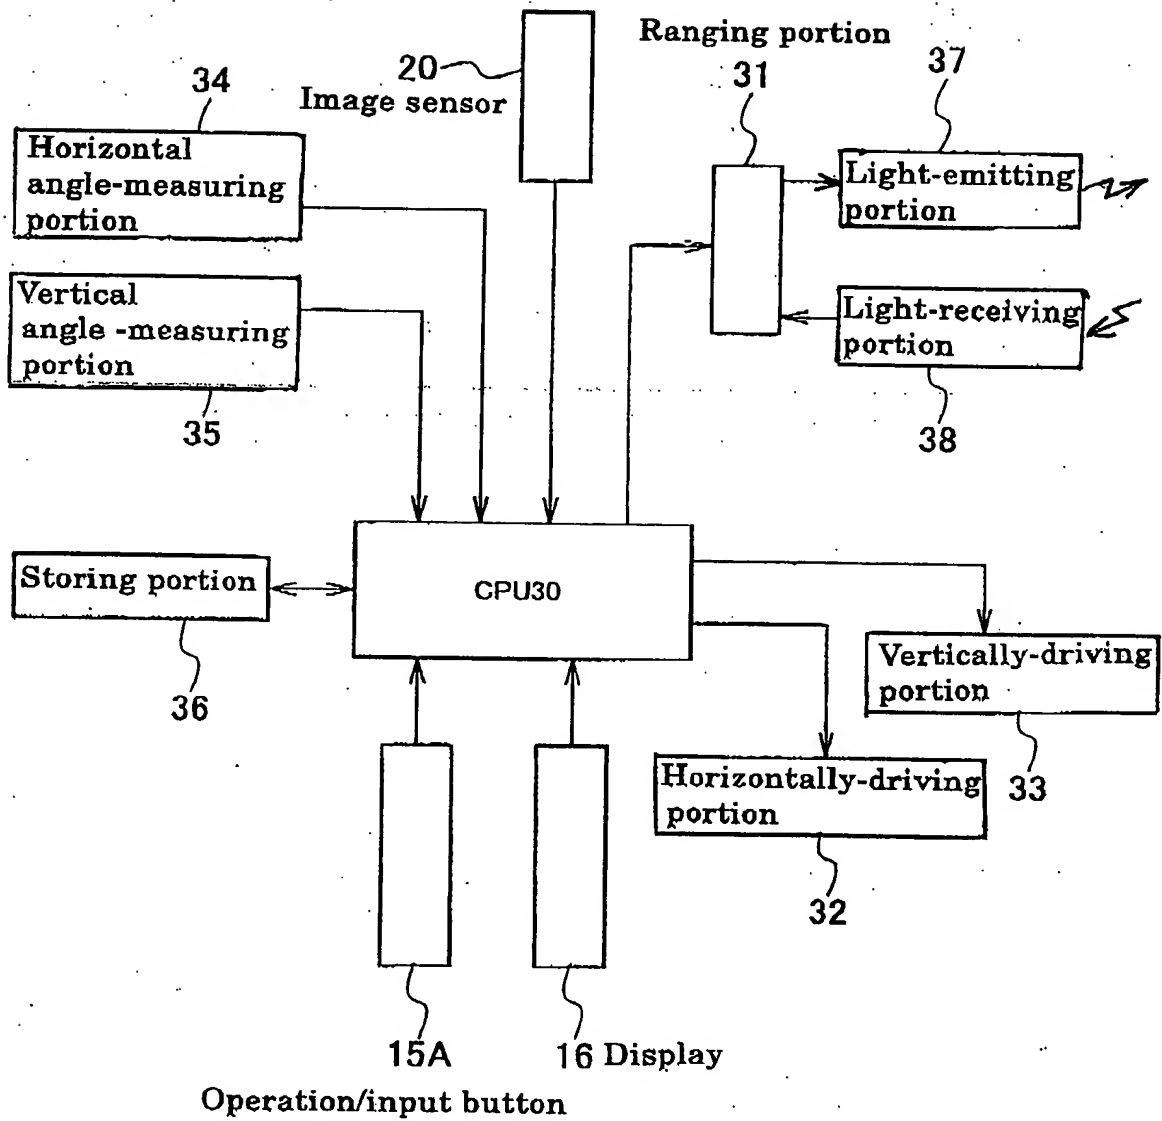 Ranging portion
31
37
20
Image sensor
34
Horizontal
angle-measuring
portion
Light-emitting
portion
Vertical
angle -measuring
portion
35
Light-receiving
portion
38
Storing portion
36
CPU30
Vertically-driving
portion
33
Horizontally-driving
portion
32
15A
Operation/input button
16 Display